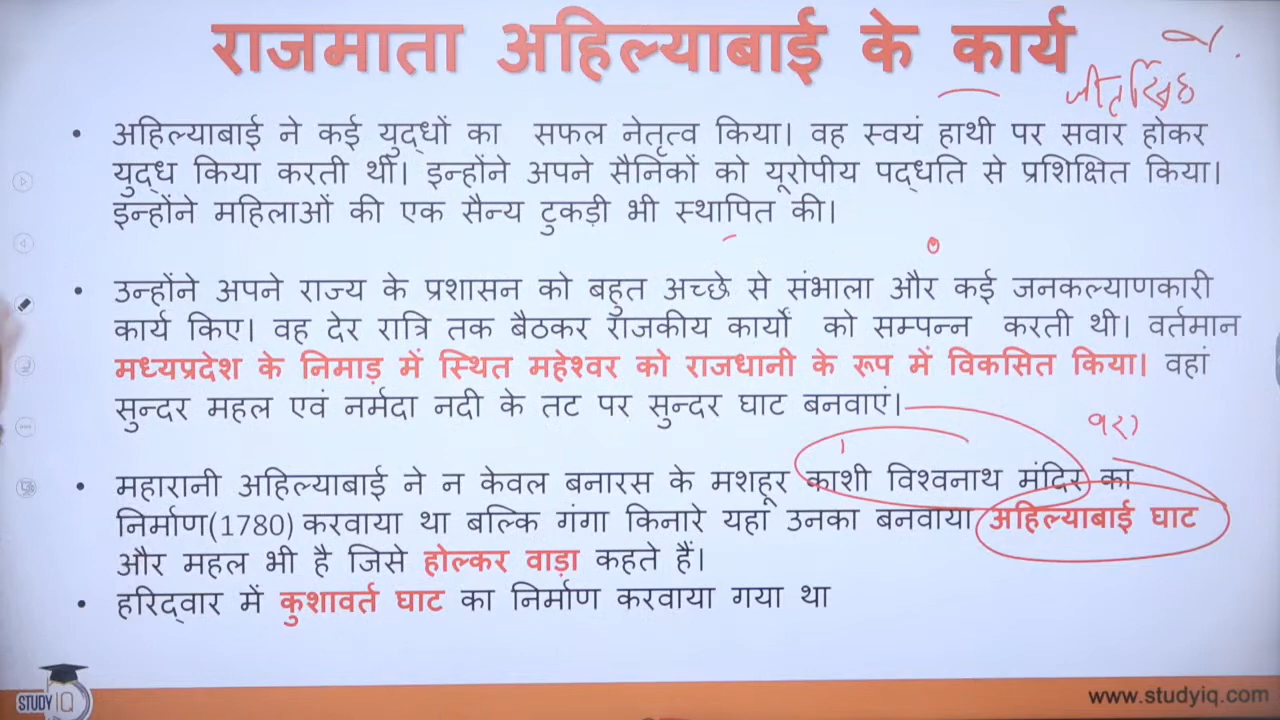 राजमाता अहिल्याबाई के कार्य
• अहिल्याबाई ने कई युद्धों का सफल नेतृत्व किया। वह स्वयं हाथी पर सवार होकर
युद्ध किया करती थीं। इन्होंने अपने सैनिकों को यूरोपीय पद्धति से प्रशिक्षित किया।
इन्होंने महिलाओं की एक सैन्य टुकड़ी भी स्थापित की।
• उन्होंने अपने राज्य के प्रशासन को बहुत अच्छे से संभाला और कई जनकल्याणकारी
कार्य किए। वह देर रात्रि तक बैठकर राजकीय कार्यो को सम्पन्न करती थी। वर्तमान
मध्यप्रदेश के निमाड़ में स्थित महेश्वर को राजधानी के रूप में विकसित किया। वहां
सुन्दर महल एवं नर्मदा नदी के तट पर सुन्दर घाट बनवाएं।
• महारानी अहिल्याबाई ने न केवल बनारस के मशहूर काशी विश्वनाथ मंदिर का
निर्माण(1780) करवाया था बल्कि गंगा किनारे यहां उनका बनवाया अहिल्याबाई घाट
और महल भी है जिसे होल्कर वाड़ा कहते हैं।
• हरिद्वार में कुशावर्त घाट का निर्माण करवाया गया था
STUDY IQ
www.studyiq.com